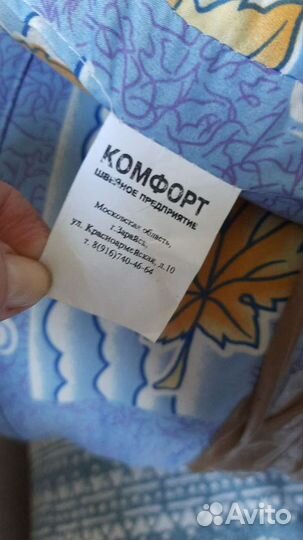 КОМФОРТ
ШВЕЙНОЕ ПРЕДПРИЯТИЕ
Московская область,
г.Зарайск,
ул. Красноармейская, д.10
т. 8(916)740-46-64
Avito